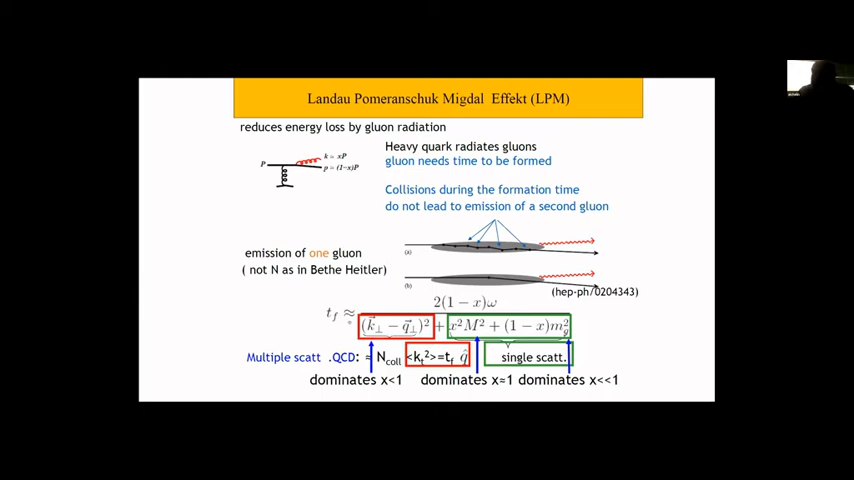 Landau Pomeranschuk Migdal Effekt (LPM)
reduces energy loss by gluon radiation
Heavy quark radiates gluons
gluon needs time to be formed
P
k = xP
p = (1-x)P
Collisions during the formation time
do not lead to emission of a second gluon
emission of one gluon
( not N as in Bethe Heitler)
(a)
(b)
(hep-ph/0204343)
t_f ≈ 2(1 − x)ω / (k⃗_⊥ − q⃗_⊥)² + x²M² + (1 − x)m_g²
Multiple scatt .QCD: ≈ N_coll <k_t²>=t_f q̂ single scatt.
dominates x<1 dominates x≈1 dominates x<<1